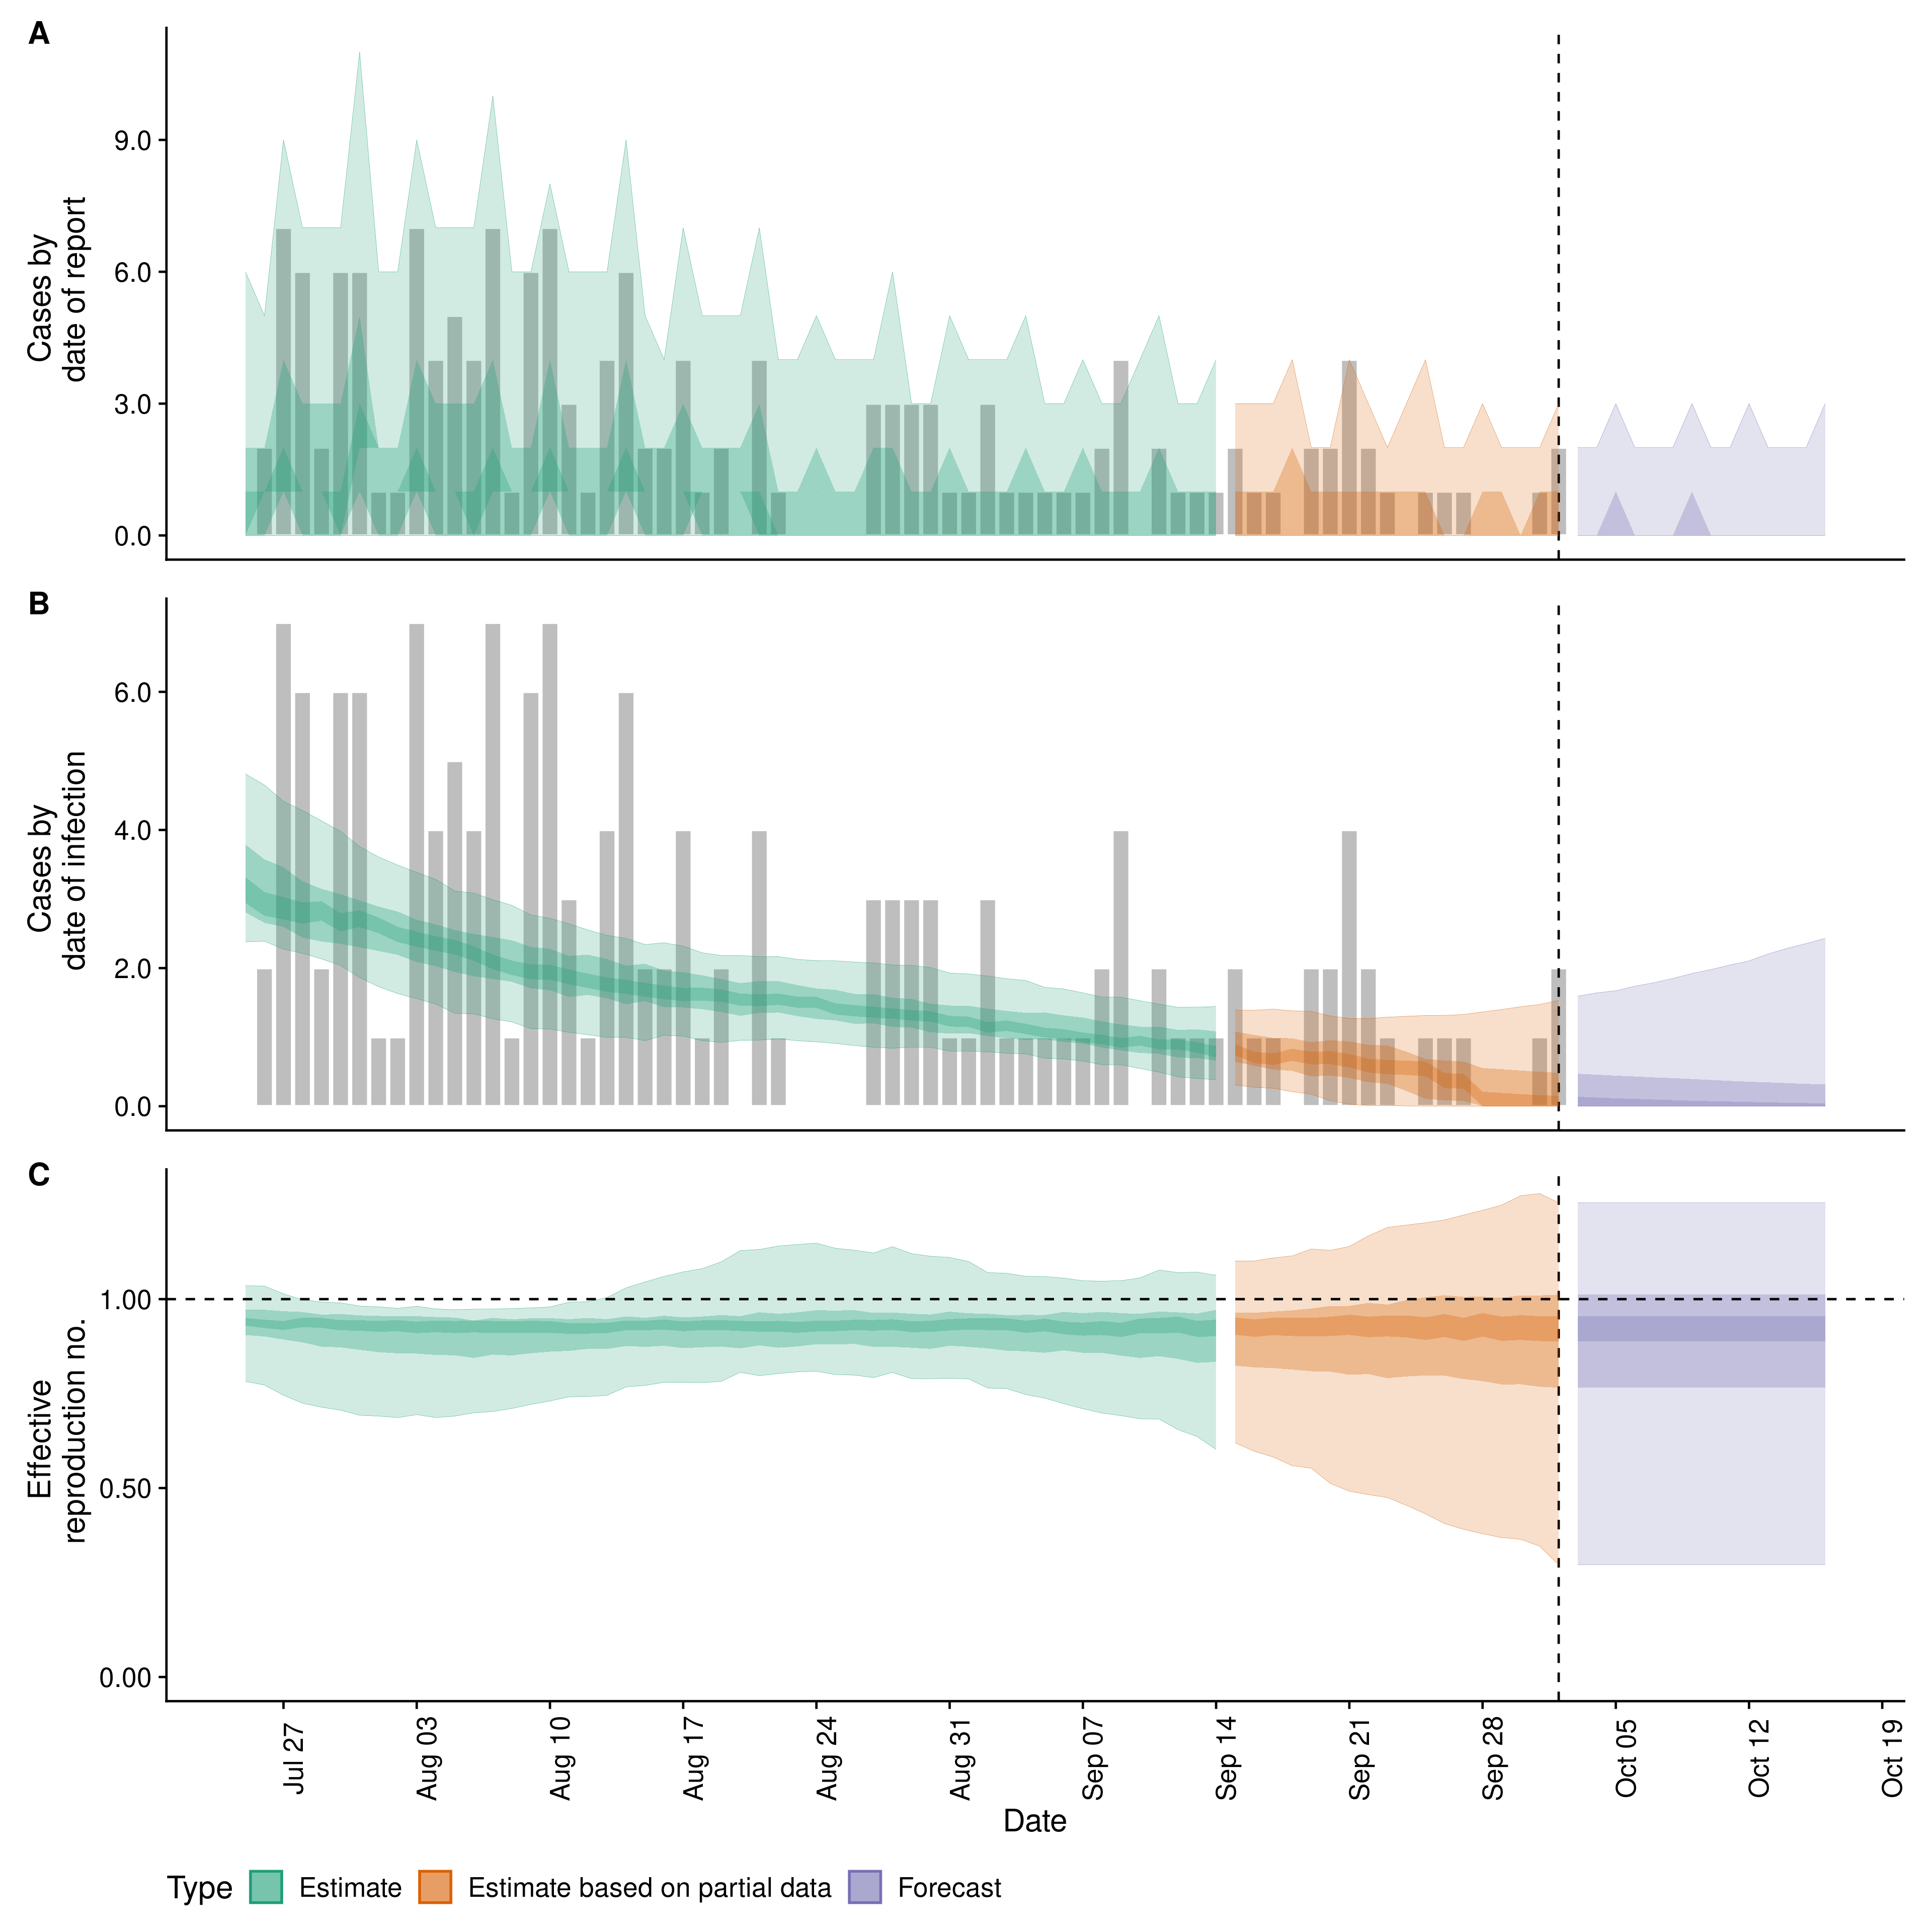 A
Cases by
date of report
9.0
6.0
3.0
0.0
B
Cases by
date of infection
6.0
4.0
2.0
0.0
C
Effective
reproduction no.
1.00
0.50
0.00
Jul 27
Aug 03
Aug 10
Aug 17
Aug 24
Aug 31
Sep 07
Sep 14
Sep 21
Sep 28
Oct 05
Oct 12
Oct 19
Date
Type Estimate Estimate based on partial data Forecast